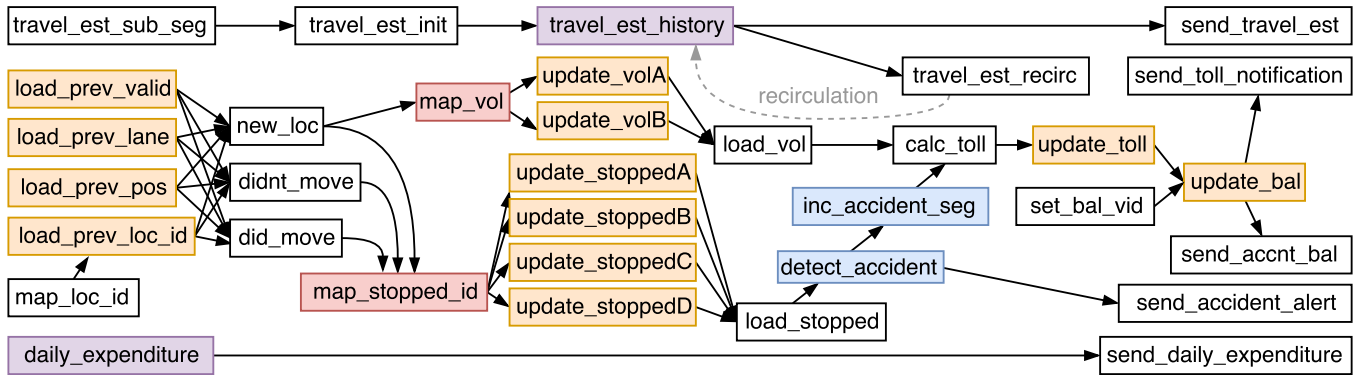 travel_est_sub_seg
travel_est_init
travel_est_history
send_travel_est
travel_est_recirc
send_toll_notification
load_prev_valid
load_prev_lane
load_prev_pos
load_prev_loc_id
map_loc_id
new_loc
didnt_move
did_move
map_vol
map_stopped_id
update_volA
update_volB
recirculation
load_vol
calc_toll
update_toll
update_bal
update_stoppedA
update_stoppedB
update_stoppedC
update_stoppedD
inc_accident_seg
set_bal_vid
detect_accident
send_accnt_bal
load_stopped
send_accident_alert
daily_expenditure
send_daily_expenditure